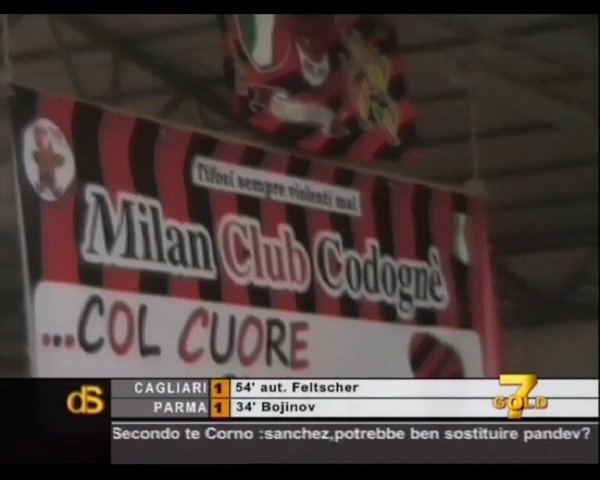 Tifosi sempre violenti mai
Milan Club Codognè
...COL CUORE
dS
CAGLIARI 1 54' aut. Feltscher
PARMA 1 34' Bojinov
7 GOLD
Secondo te Corno :sanchez,potrebbe ben sostituire pandev?